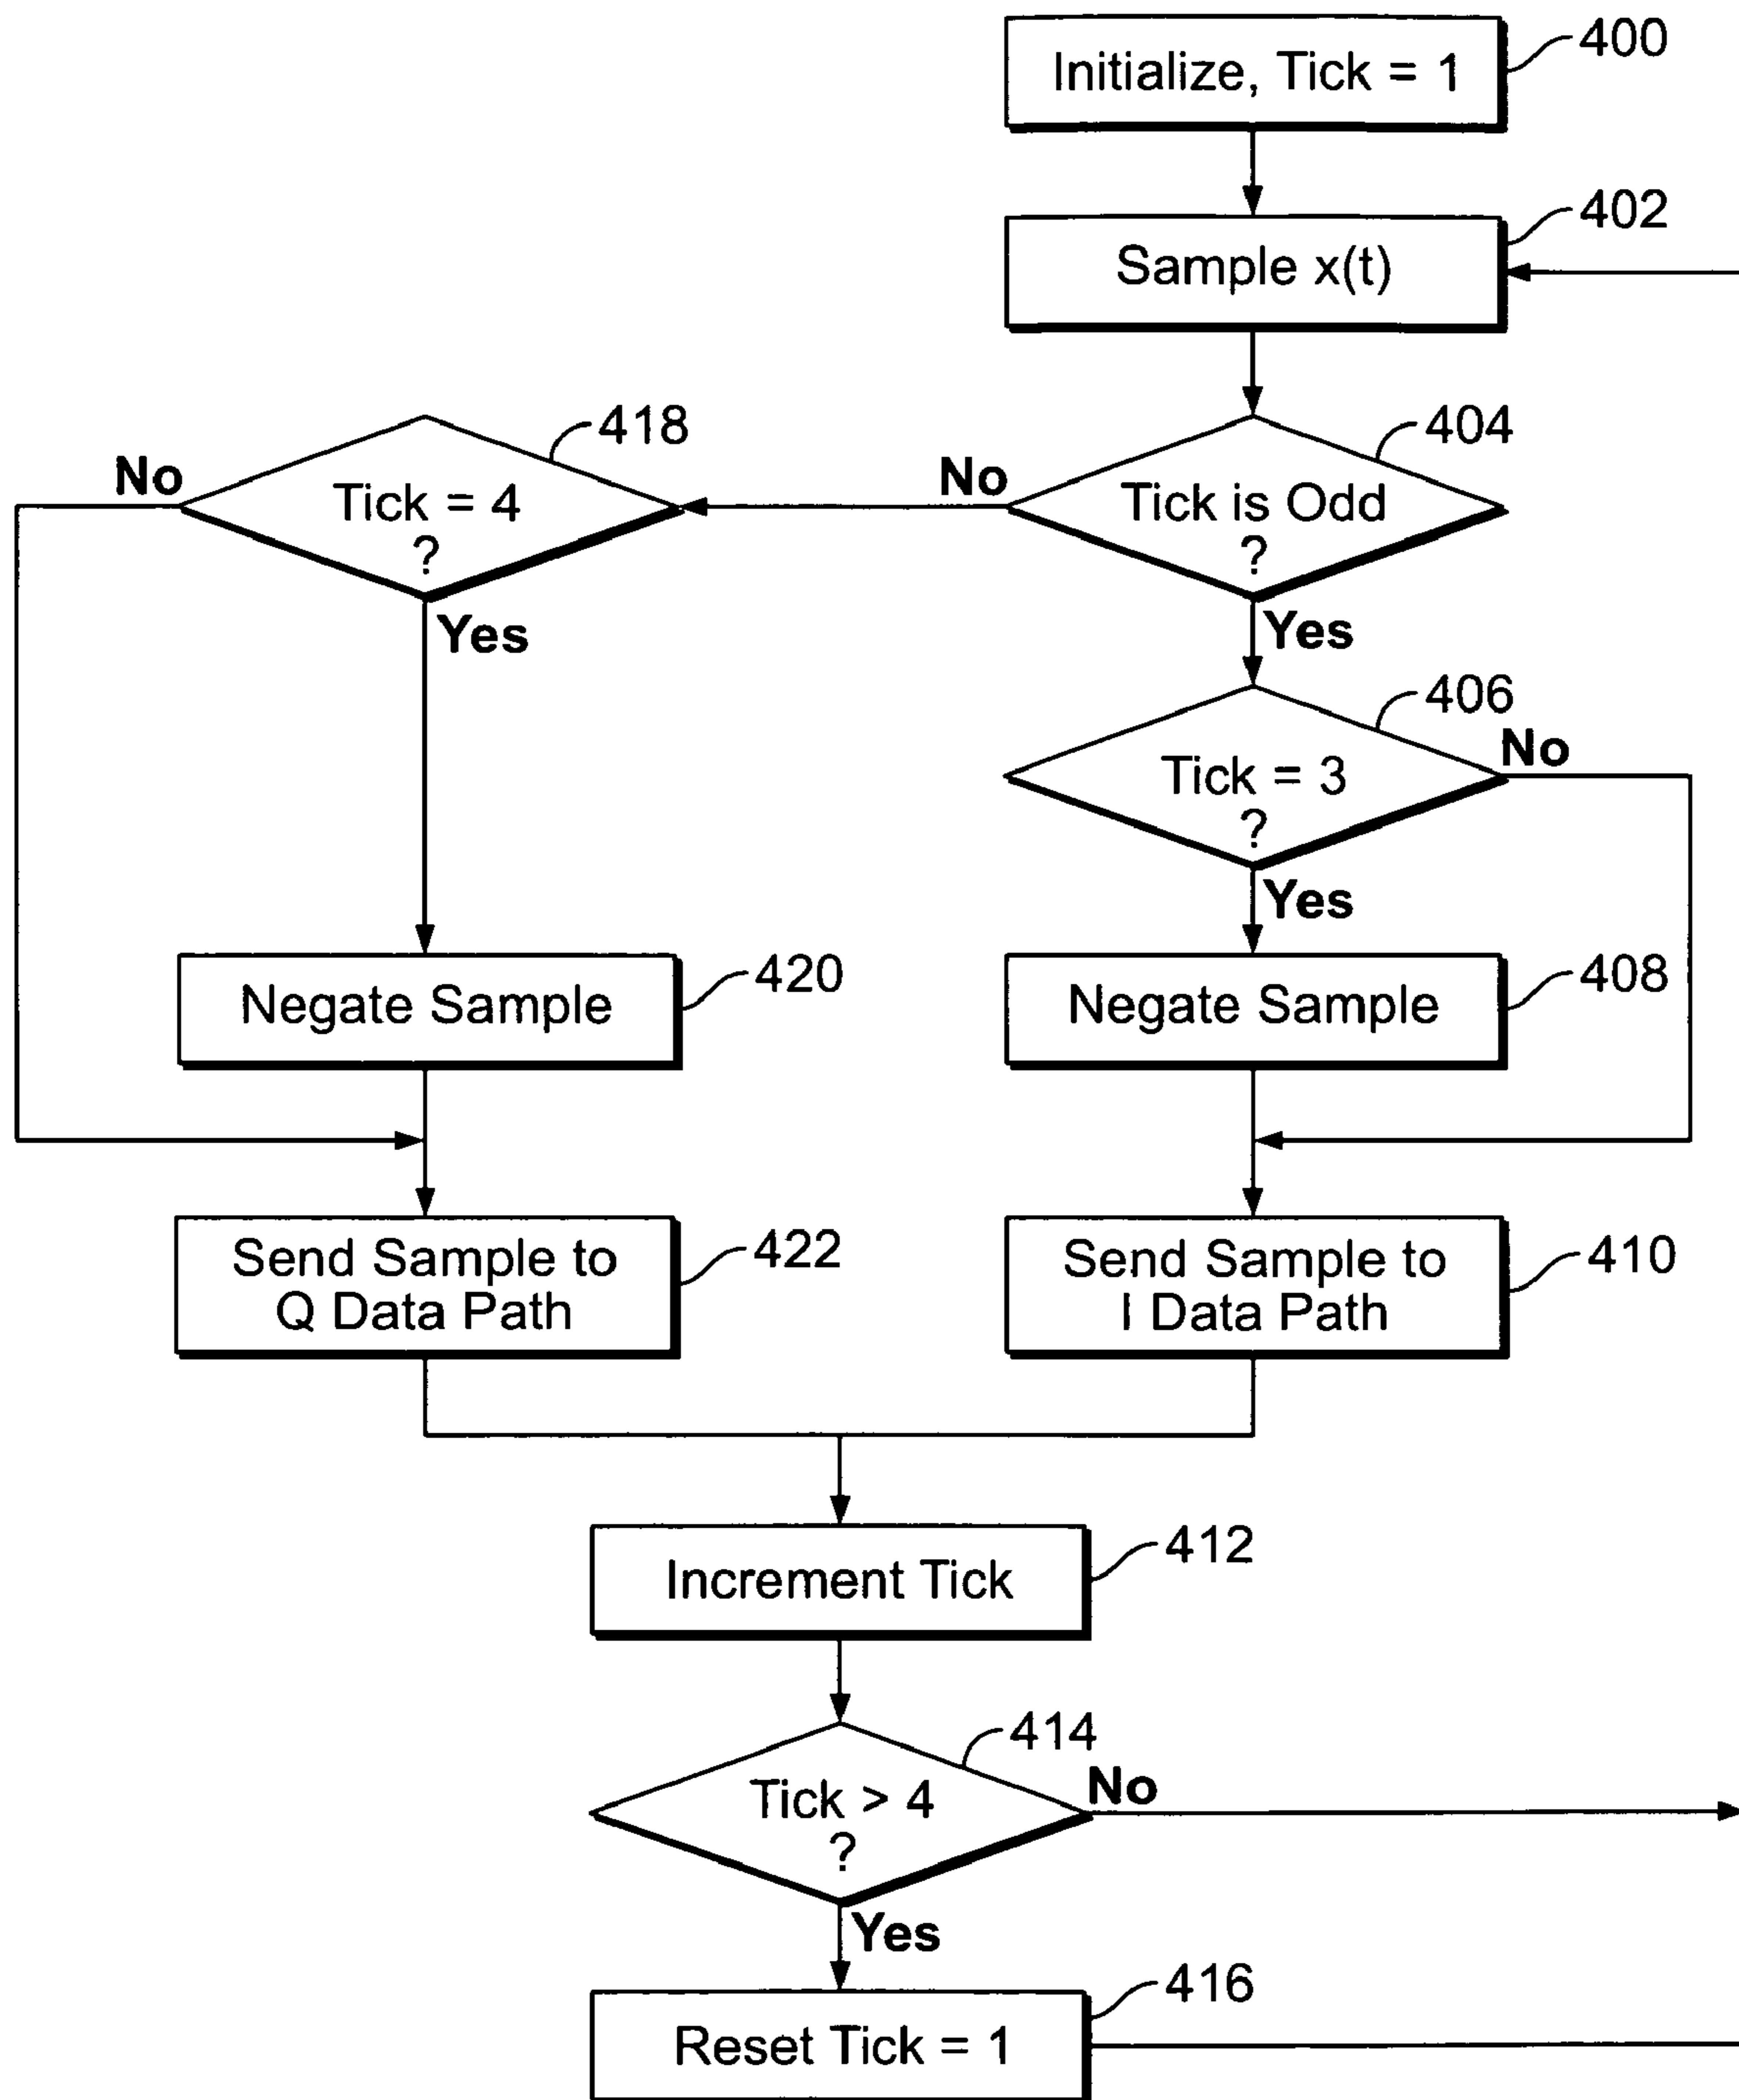 Initialize, Tick = 1
400
Sample x(t)
402
Tick is Odd
?
404
No
Yes
Tick = 4
?
418
No
Yes
Tick = 3
?
406
No
Yes
Negate Sample
420
Negate Sample
408
Send Sample to
Q Data Path
422
Send Sample to
I Data Path
410
Increment Tick
412
Tick > 4
?
414
No
Yes
Reset Tick = 1
416